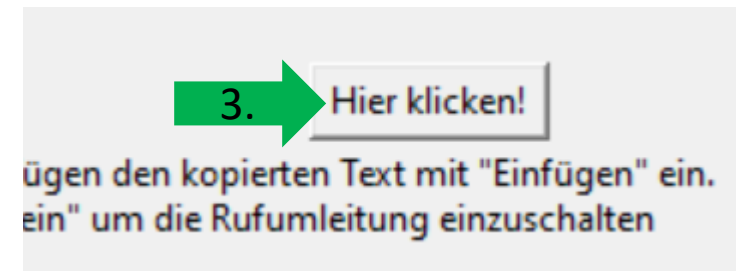 3. Hier klicken!
ügen den kopierten Text mit "Einfügen" ein.
ein" um die Rufumleitung einzuschalten